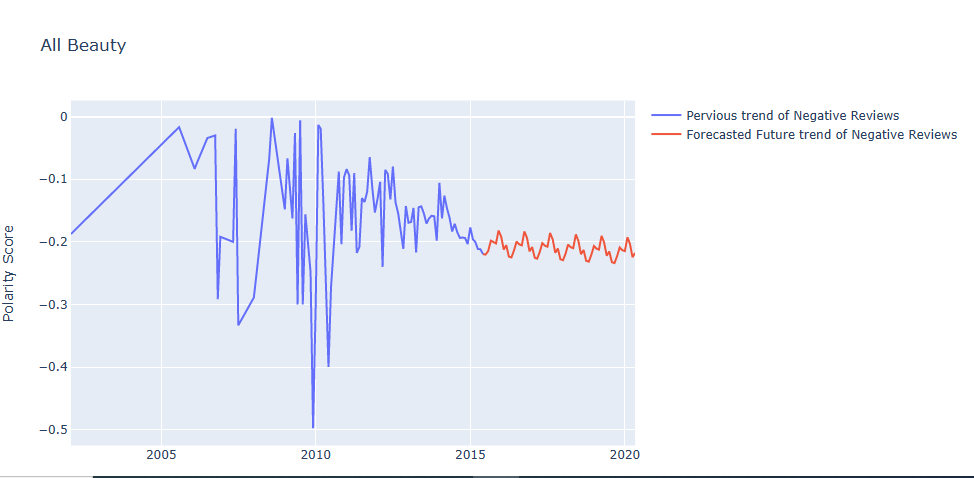 All Beauty
Pervious trend of Negative Reviews
Forecasted Future trend of Negative Reviews
Polarity Score
0
−0.1
−0.2
−0.3
−0.4
−0.5
2005 2010 2015 2020